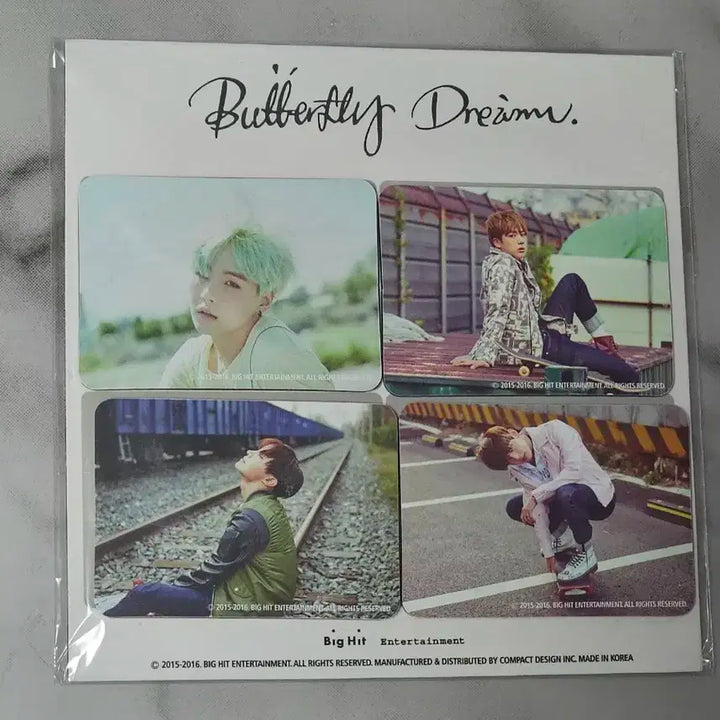 Butterfly Dream.
© 2015-2016. BIG HIT ENTERTAINMENT. ALL RIGHTS RESERVED.
© 2015-2016. BIG HIT ENTERTAINMENT. ALL RIGHTS RESERVED.
© 2015-2016. BIG HIT ENTERTAINMENT. ALL RIGHTS RESERVED.
© 2015-2016. BIG HIT ENTERTAINMENT. ALL RIGHTS RESERVED.
BigHit Entertainment
© 2015-2016. BIG HIT ENTERTAINMENT. ALL RIGHTS RESERVED. MANUFACTURED & DISTRIBUTED BY COMPACT DESIGN INC. MADE IN KOREA